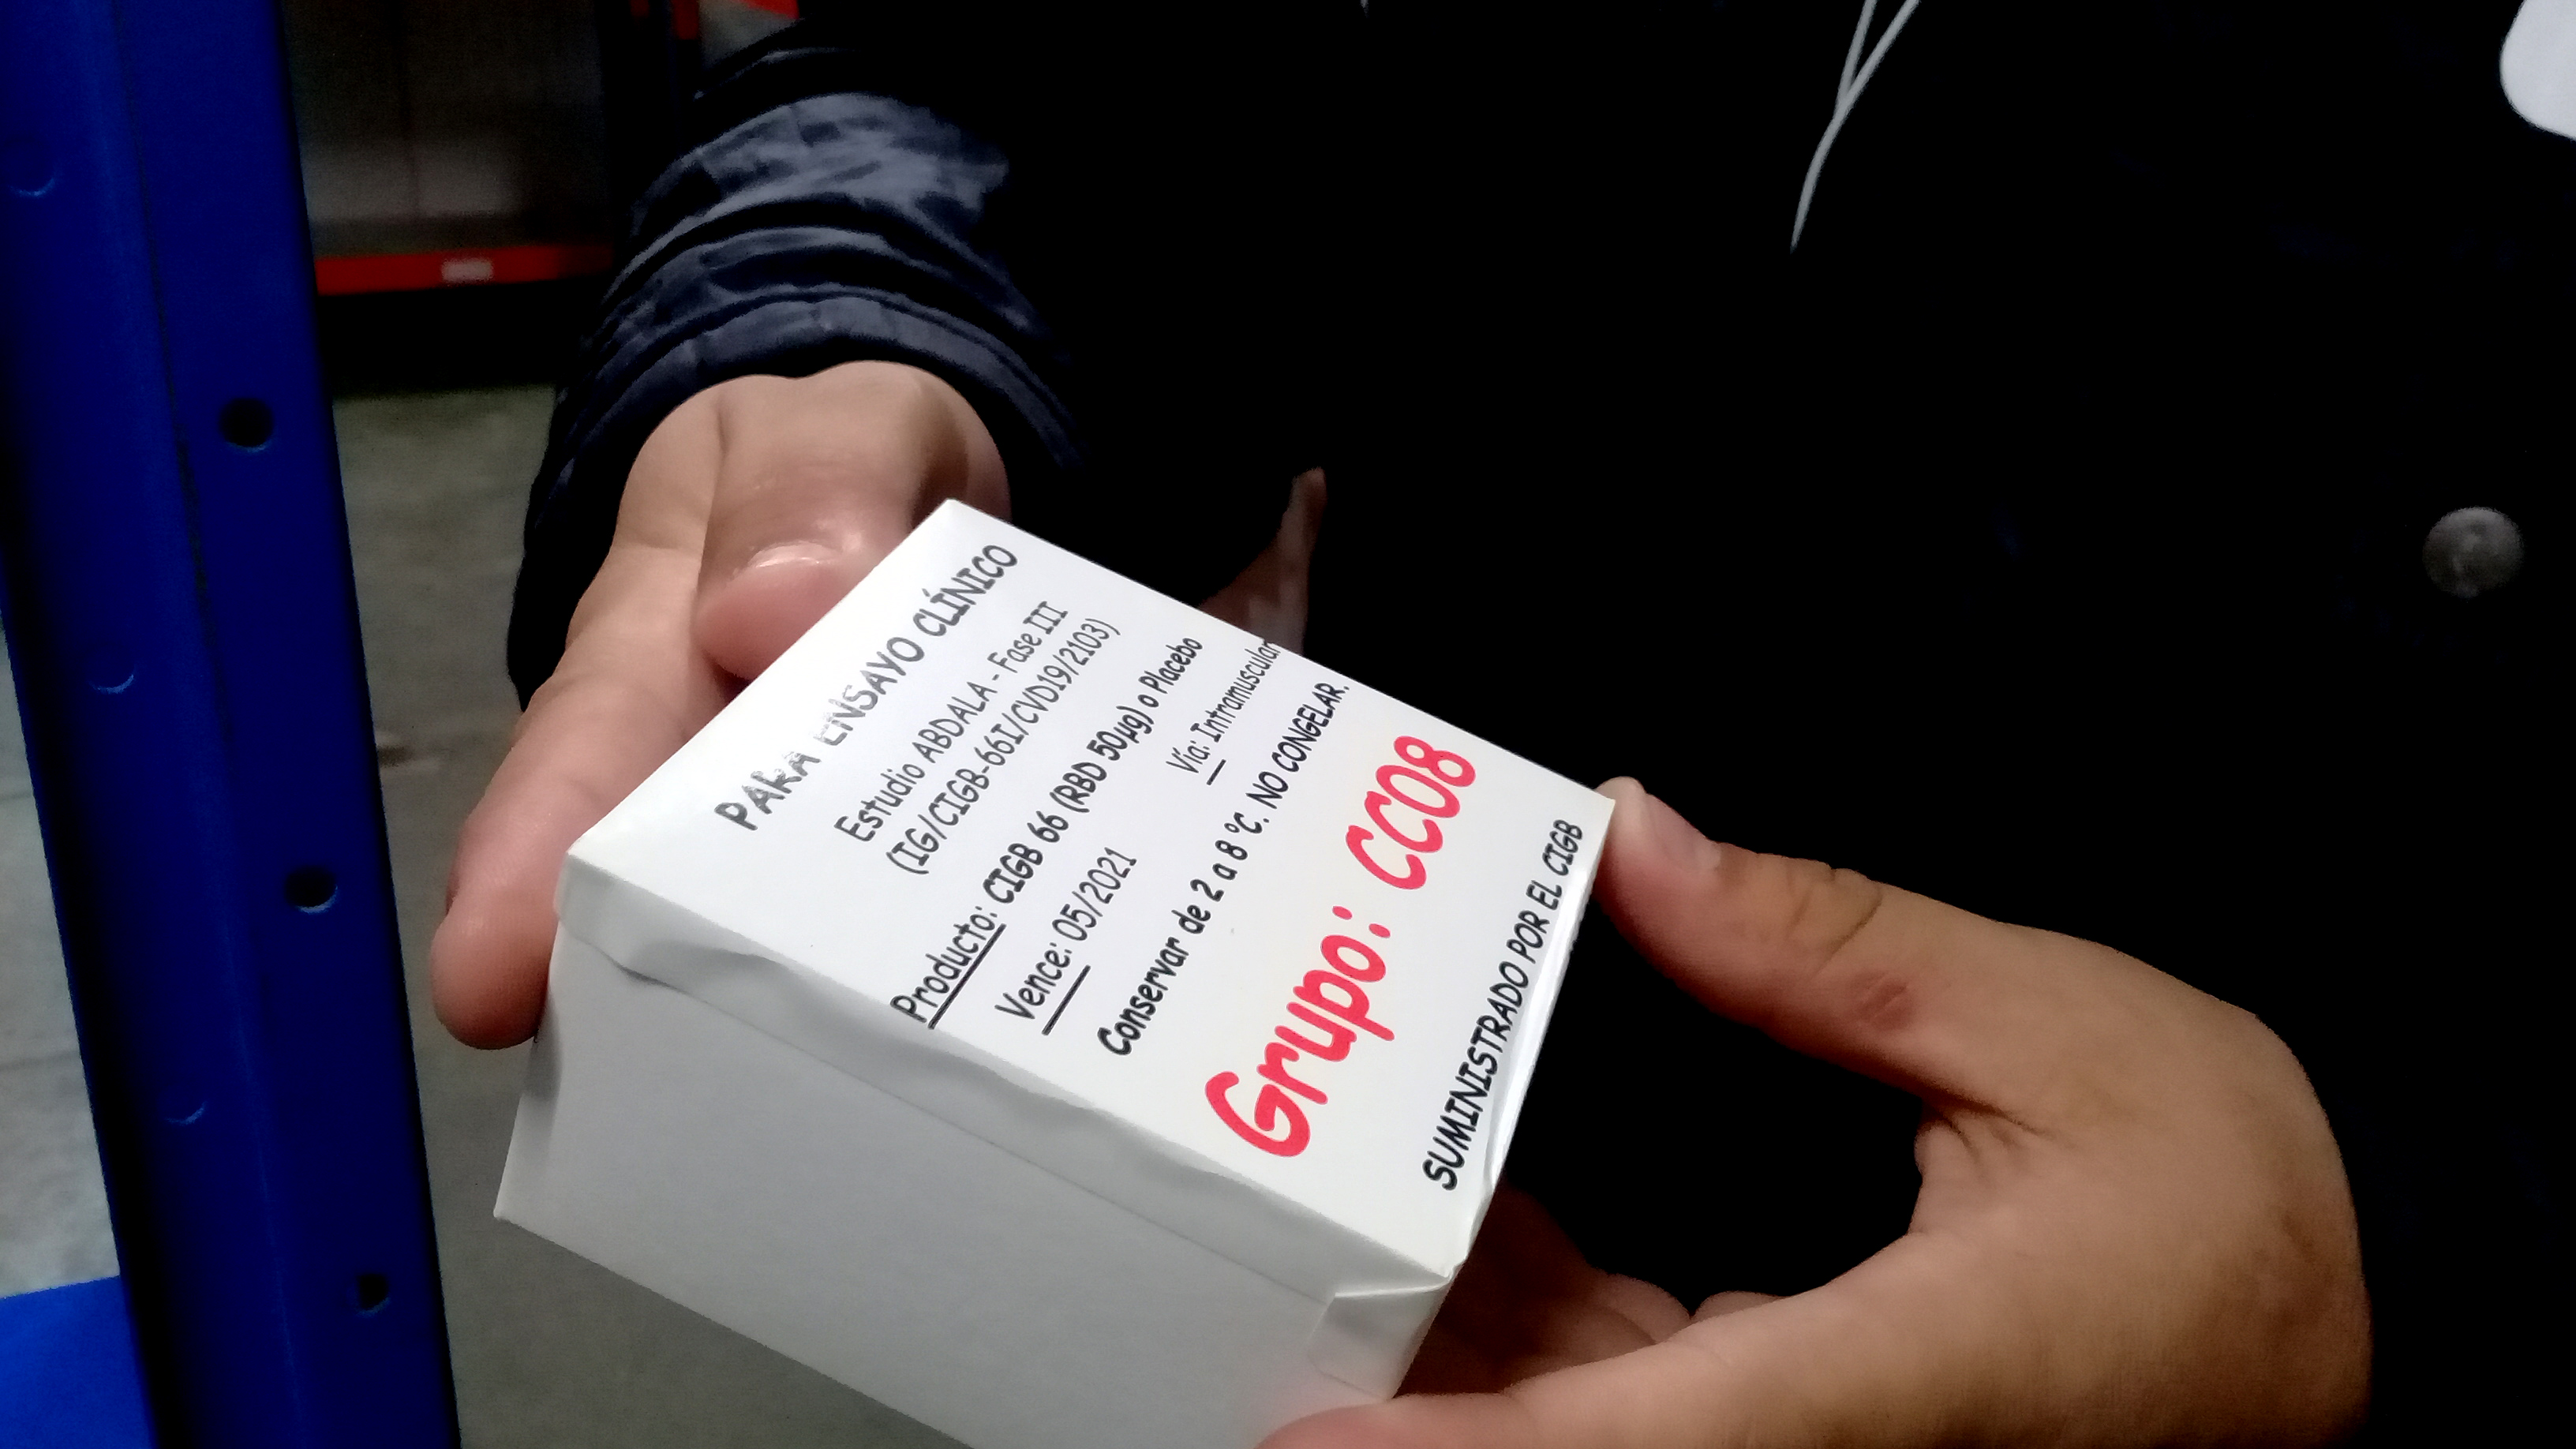 PARA ENSAYO CLÍNICO
Estudio ABDALA - Fase III
(IG/CIGB-66I/CVD19/2103)
Producto: CIGB 66 (RBD 50µg) o Placebo
Vence: 05/2021 Vía: Intramuscular
Conservar de 2 a 8 °C. NO CONGELAR.
Grupo: CC08
SUMINISTRADO POR EL CIGB